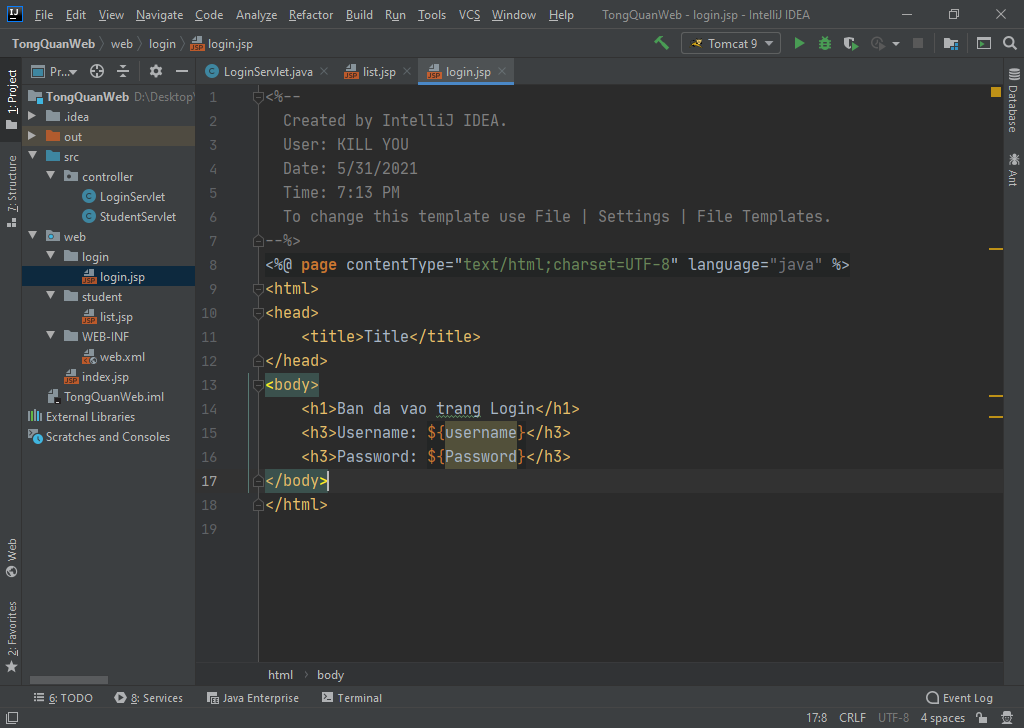 File Edit View Navigate Code Analyze Refactor Build Run Tools VCS Window Help TongQuanWeb - login.jsp - IntelliJ IDEA
TongQuanWeb web login login.jsp Tomcat 9
Pr... LoginServlet.java list.jsp login.jsp
1: Project
7: Structure
Web
2: Favorites
TongQuanWeb D:\Desktop\
.idea
out
src
controller
LoginServlet
StudentServlet
web
login
login.jsp
student
list.jsp
WEB-INF
web.xml
index.jsp
TongQuanWeb.iml
External Libraries
Scratches and Consoles
1 <%--
2 Created by IntelliJ IDEA.
3 User: KILL YOU
4 Date: 5/31/2021
5 Time: 7:13 PM
6 To change this template use File | Settings | File Templates.
7 --%>
8 <%@ page contentType="text/html;charset=UTF-8" language="java" %>
9 <html>
10 <head>
11 <title>Title</title>
12 </head>
13 <body>
14 <h1>Ban da vao trang Login</h1>
15 <h3>Username: ${username}</h3>
16 <h3>Password: ${Password}</h3>
17 </body>
18 </html>
19
Database
Ant
html body
6: TODO 8: Services Java Enterprise Terminal Event Log
17:8 CRLF UTF-8 4 spaces